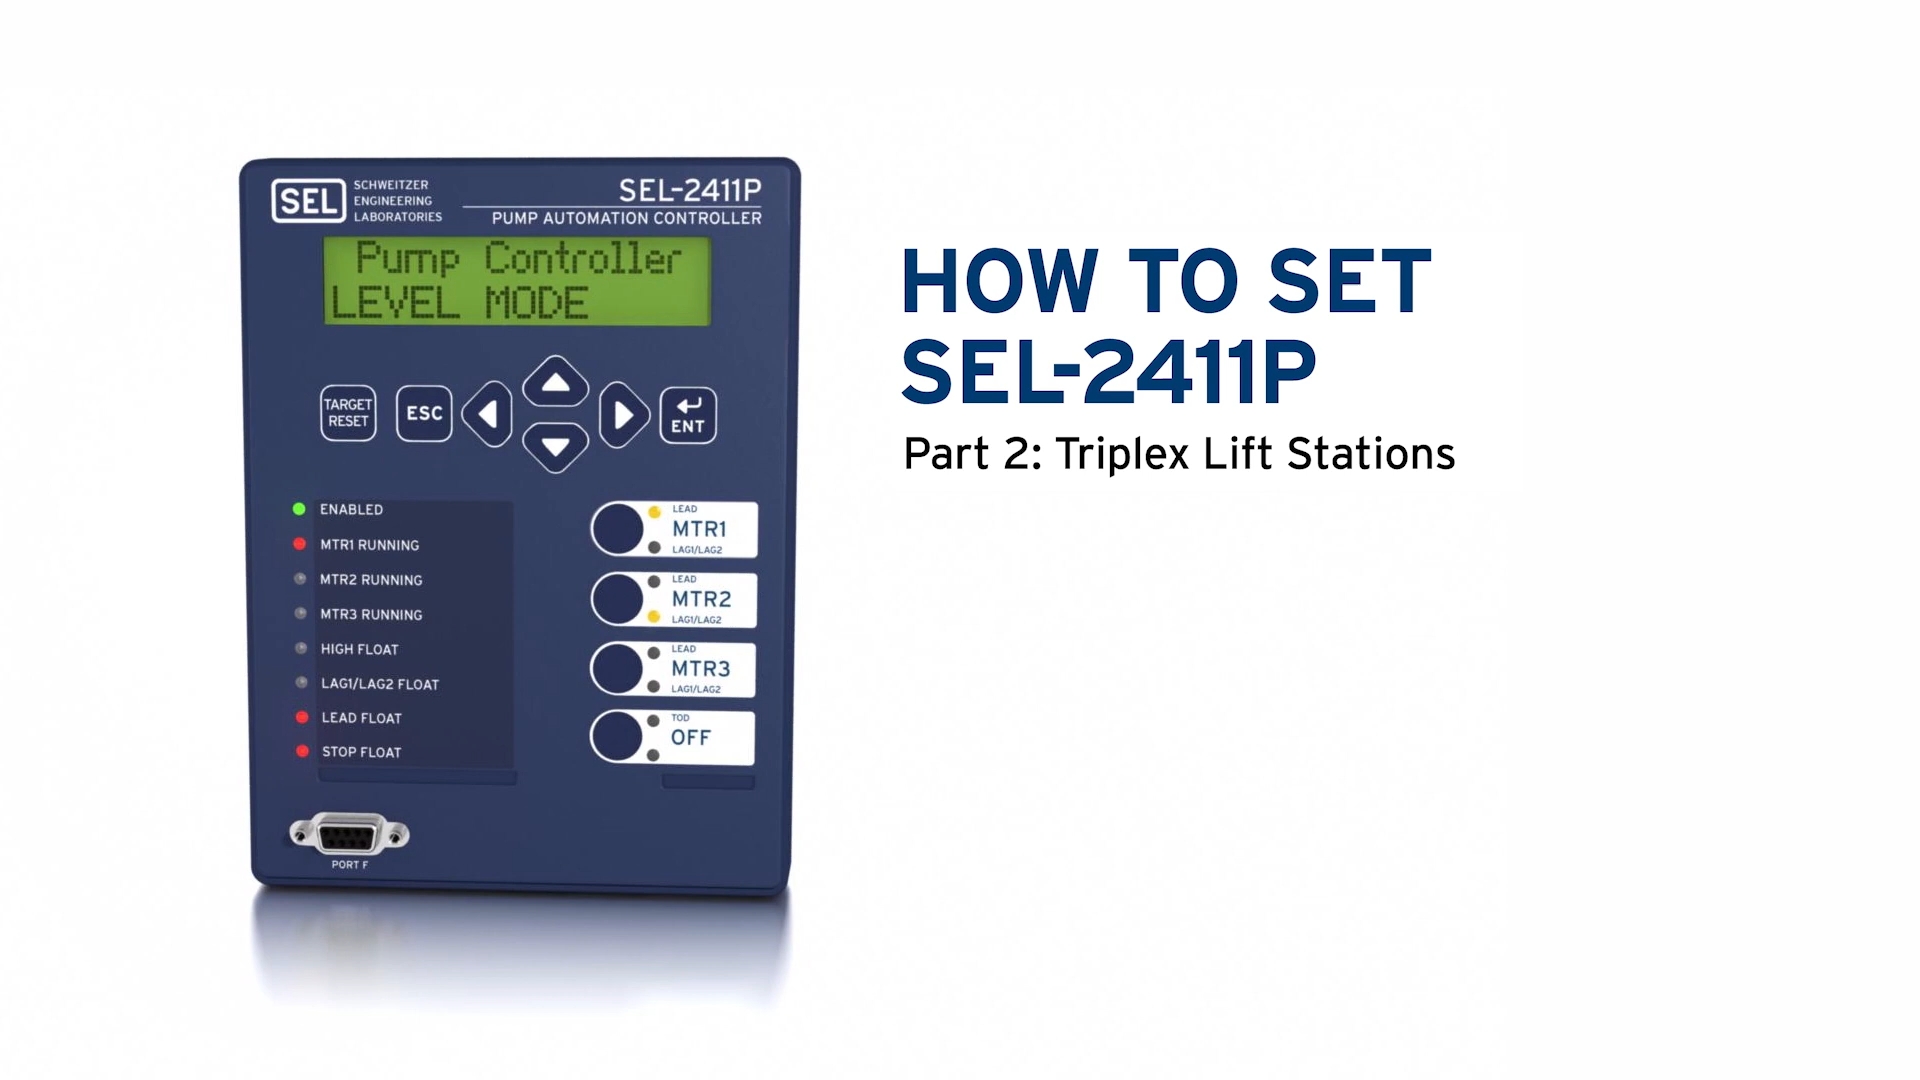 SEL
SCHWEITZER
ENGINEERING
LABORATORIES
SEL-2411P
PUMP AUTOMATION CONTROLLER
Pump Controller
LEVEL MODE
TARGET
RESET
ESC
ENT
ENABLED
MTR1 RUNNING
MTR2 RUNNING
MTR3 RUNNING
HIGH FLOAT
LAG1/LAG2 FLOAT
LEAD FLOAT
STOP FLOAT
LEAD
MTR1
LAG1/LAG2
LEAD
MTR2
LAG1/LAG2
LEAD
MTR3
LAG1/LAG2
TOD
OFF
PORT F
HOW TO SET
SEL-2411P
Part 2: Triplex Lift Stations